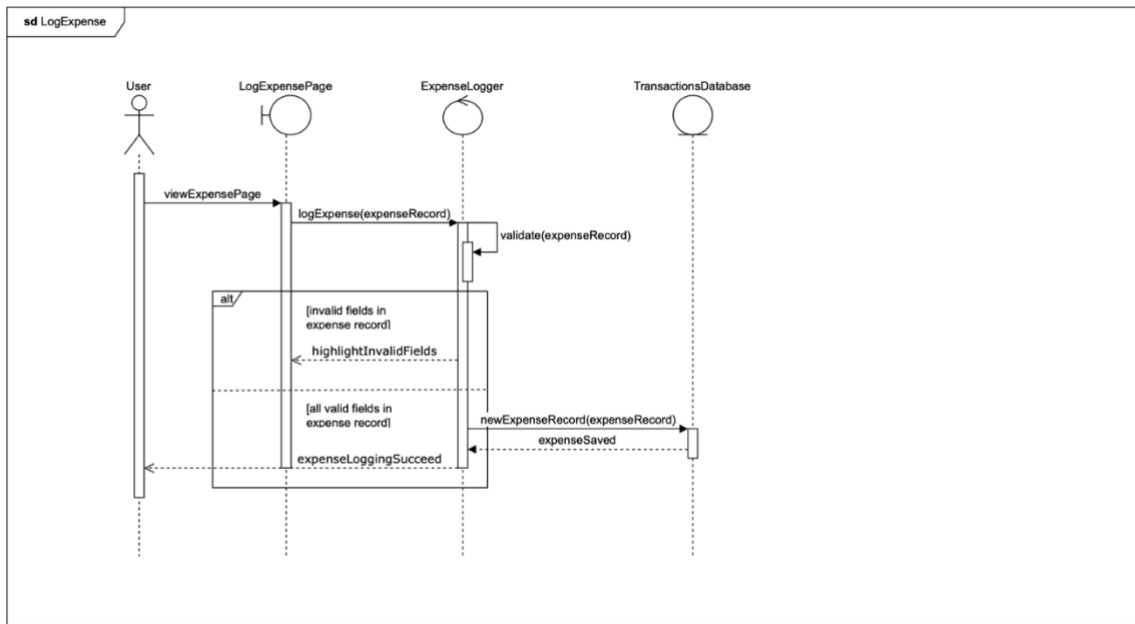 sd LogExpense
User
LogExpensePage
ExpenseLogger
TransactionsDatabase
viewExpensePage
logExpense(expenseRecord)
validate(expenseRecord)
alt
[invalid fields in
expense record]
highlightInvalidFields
[all valid fields in
expense record]
newExpenseRecord(expenseRecord)
expenseSaved
expenseLoggingSucceed